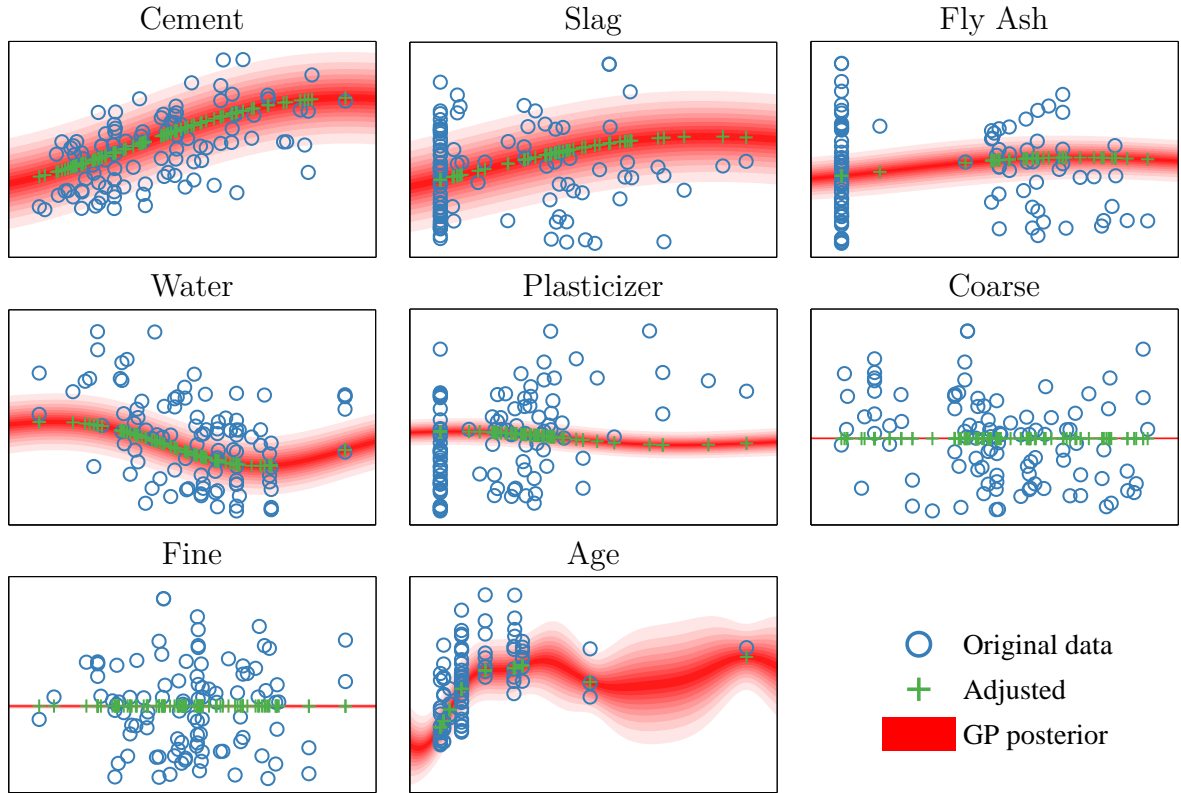 Cement
Slag
Fly Ash
Water
Plasticizer
Coarse
Fine
Age
Original data
Adjusted
GP posterior